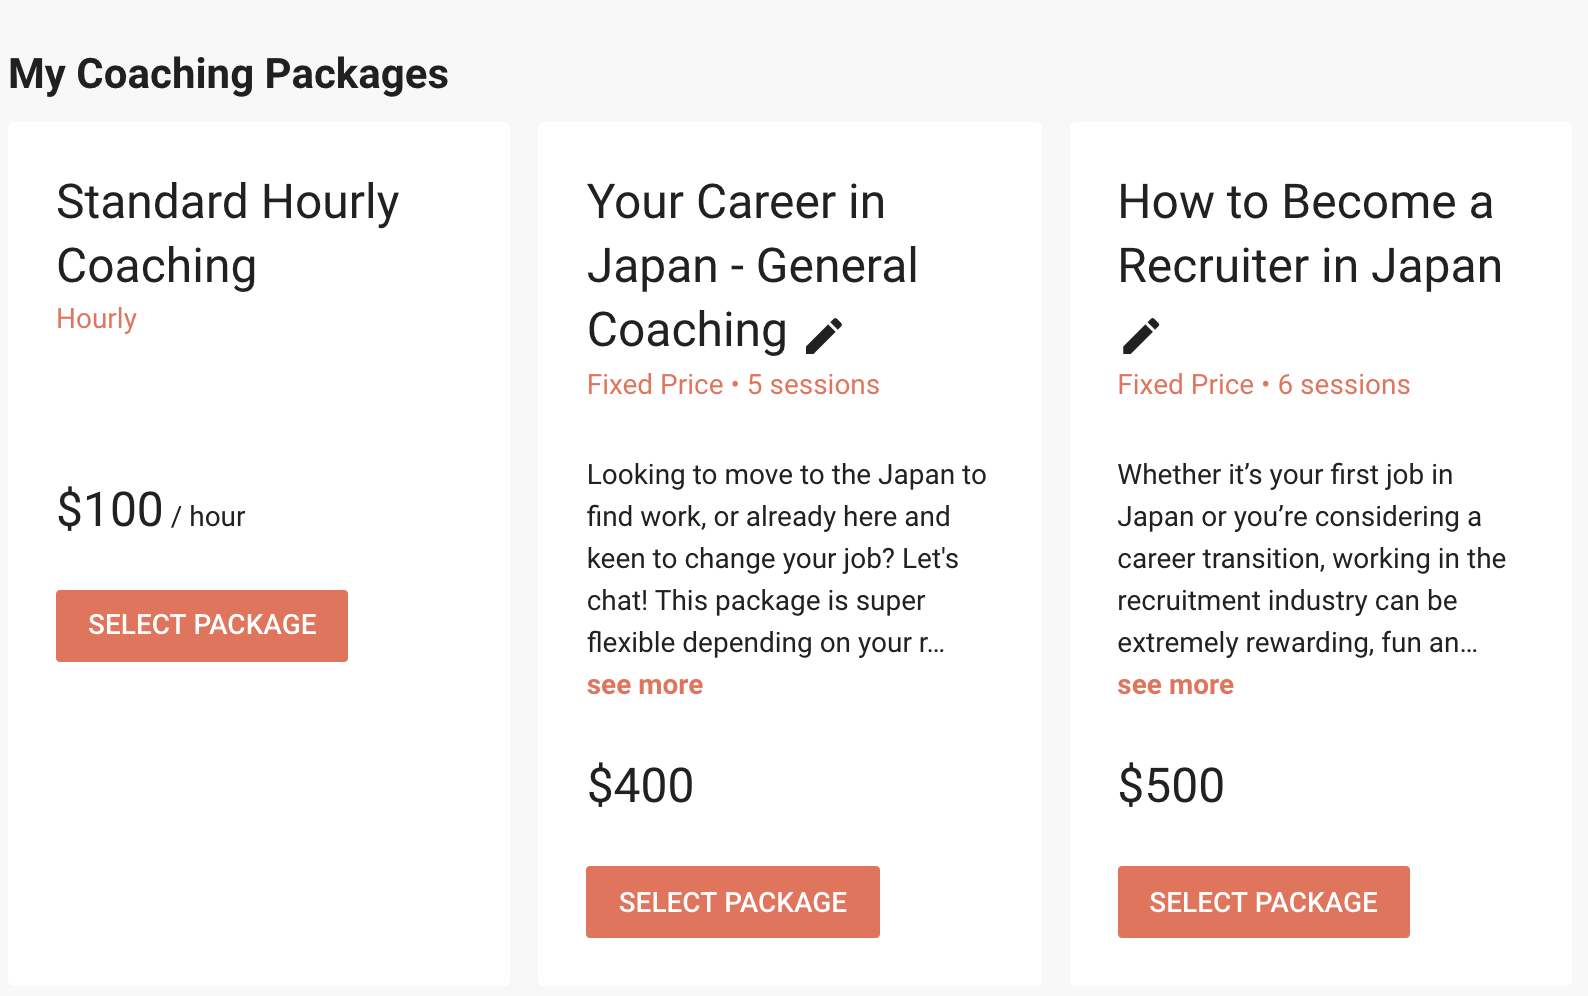 My Coaching Packages
Standard Hourly
Coaching
Hourly
$100 / hour
SELECT PACKAGE
Your Career in
Japan - General
Coaching
Fixed Price • 5 sessions
Looking to move to the Japan to
find work, or already here and
keen to change your job? Let's
chat! This package is super
flexible depending on your r...
see more
$400
SELECT PACKAGE
How to Become a
Recruiter in Japan
Fixed Price • 6 sessions
Whether it’s your first job in
Japan or you’re considering a
career transition, working in the
recruitment industry can be
extremely rewarding, fun an...
see more
$500
SELECT PACKAGE